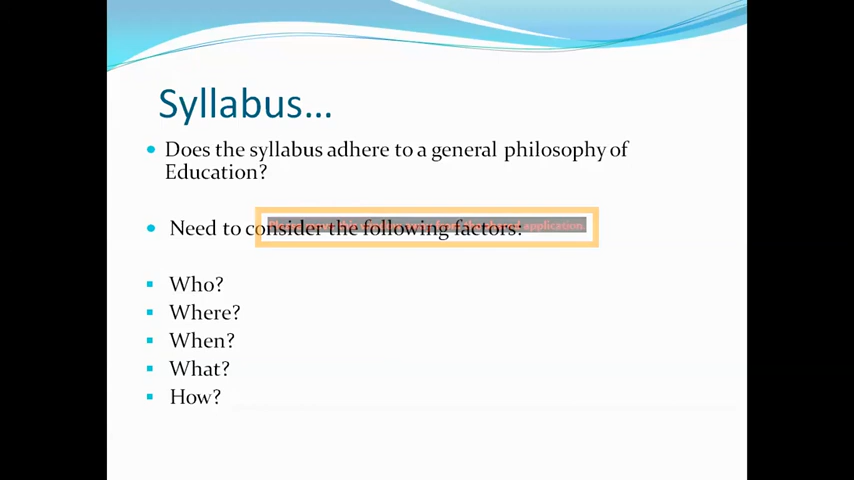 Syllabus...
Does the syllabus adhere to a general philosophy of
Education?
Need to consider the following factors:
application
Who?
Where?
When?
What?
How?